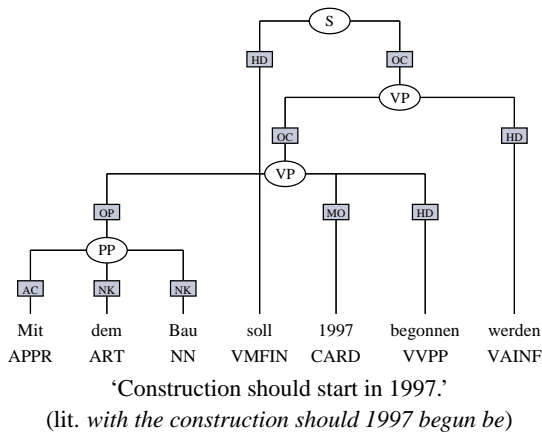 S
HD OC
VP
OC HD
VP
OP MO HD
PP
AC NK NK
Mit dem Bau soll 1997 begonnen werden
APPR ART NN VMFIN CARD VVPP VAINF
‘Construction should start in 1997.’
(lit. with the construction should 1997 begun be)